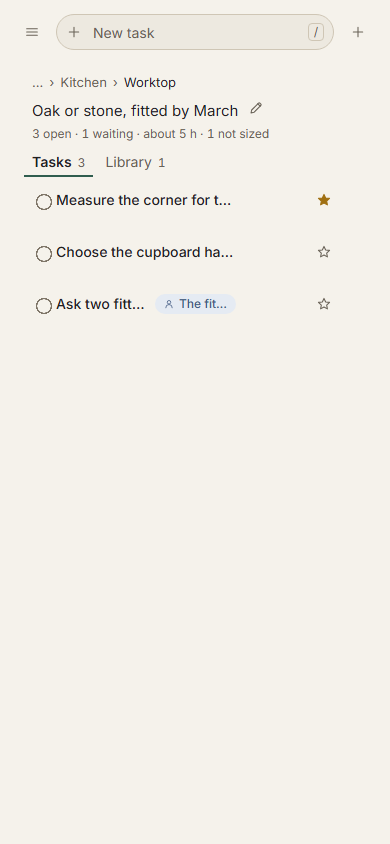 New task /
... › Kitchen › Worktop
Oak or stone, fitted by March
3 open · 1 waiting · about 5 h · 1 not sized
Tasks 3 Library 1
Measure the corner for t...
Choose the cupboard ha...
Ask two fitt... The fit...